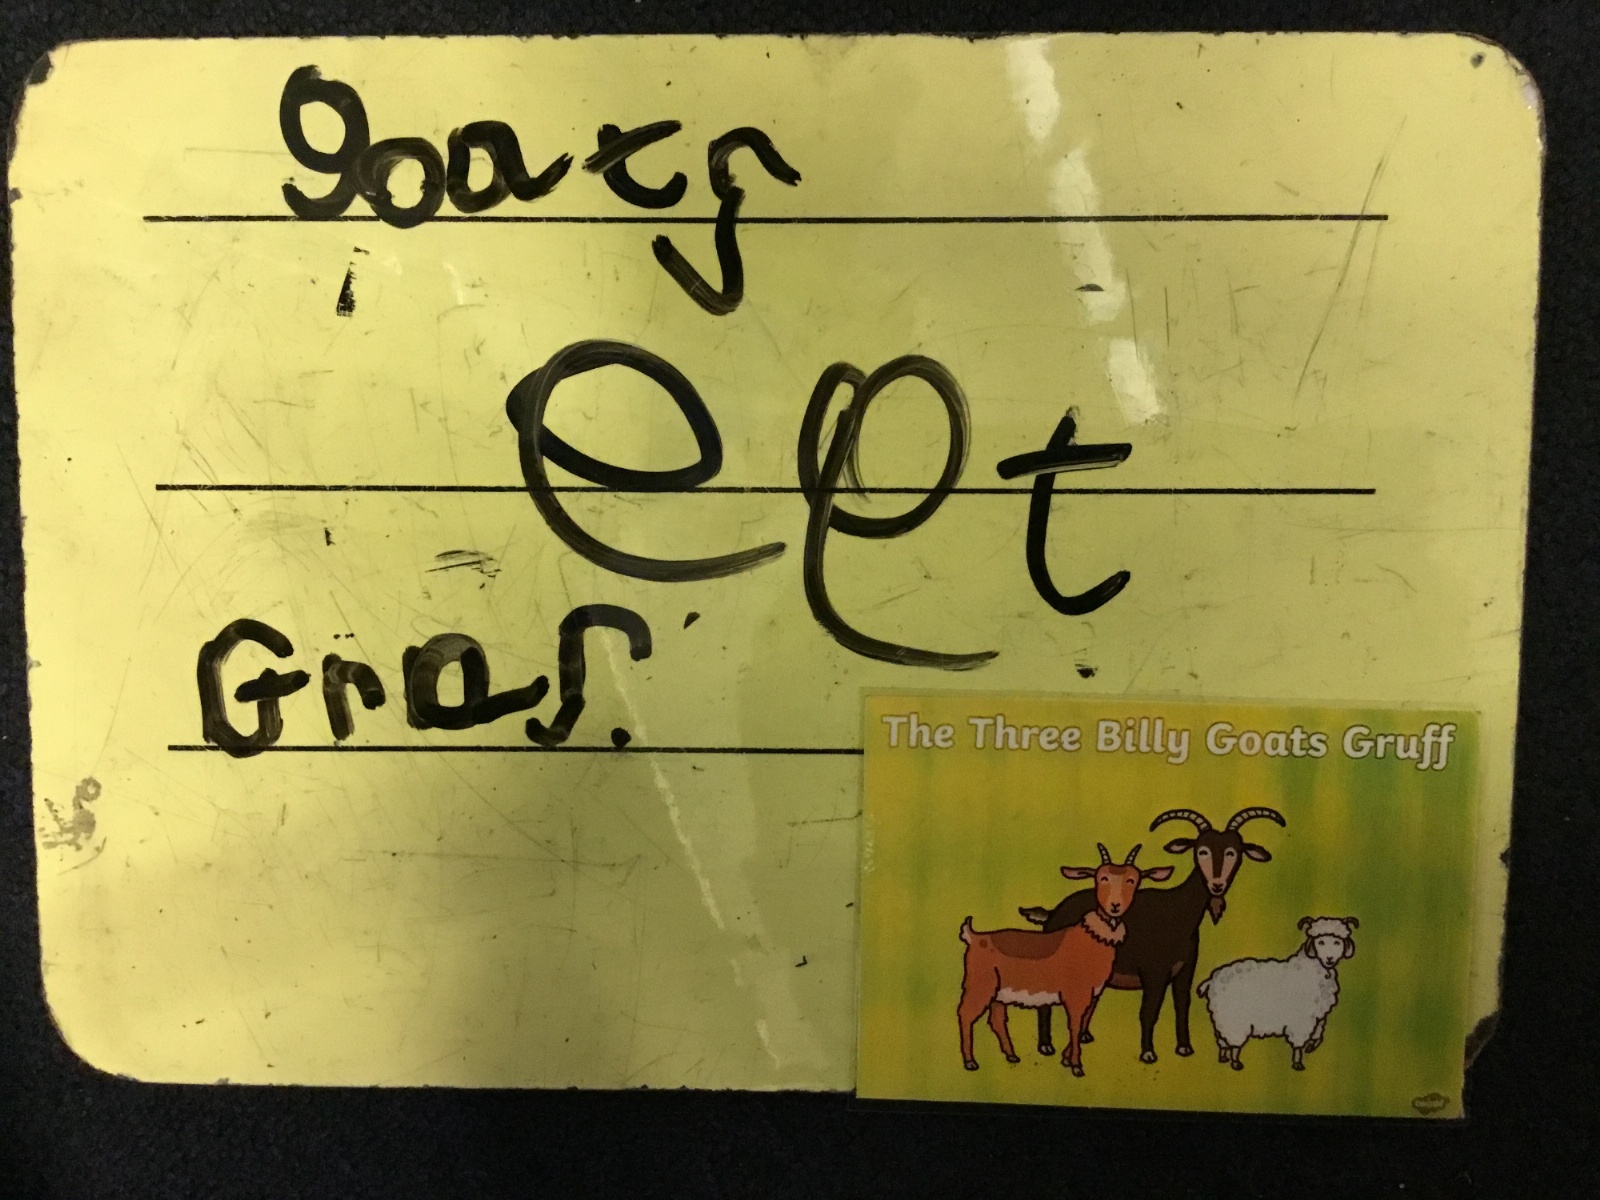 goats
eet
Gras.
The Three Billy Goats Gruff